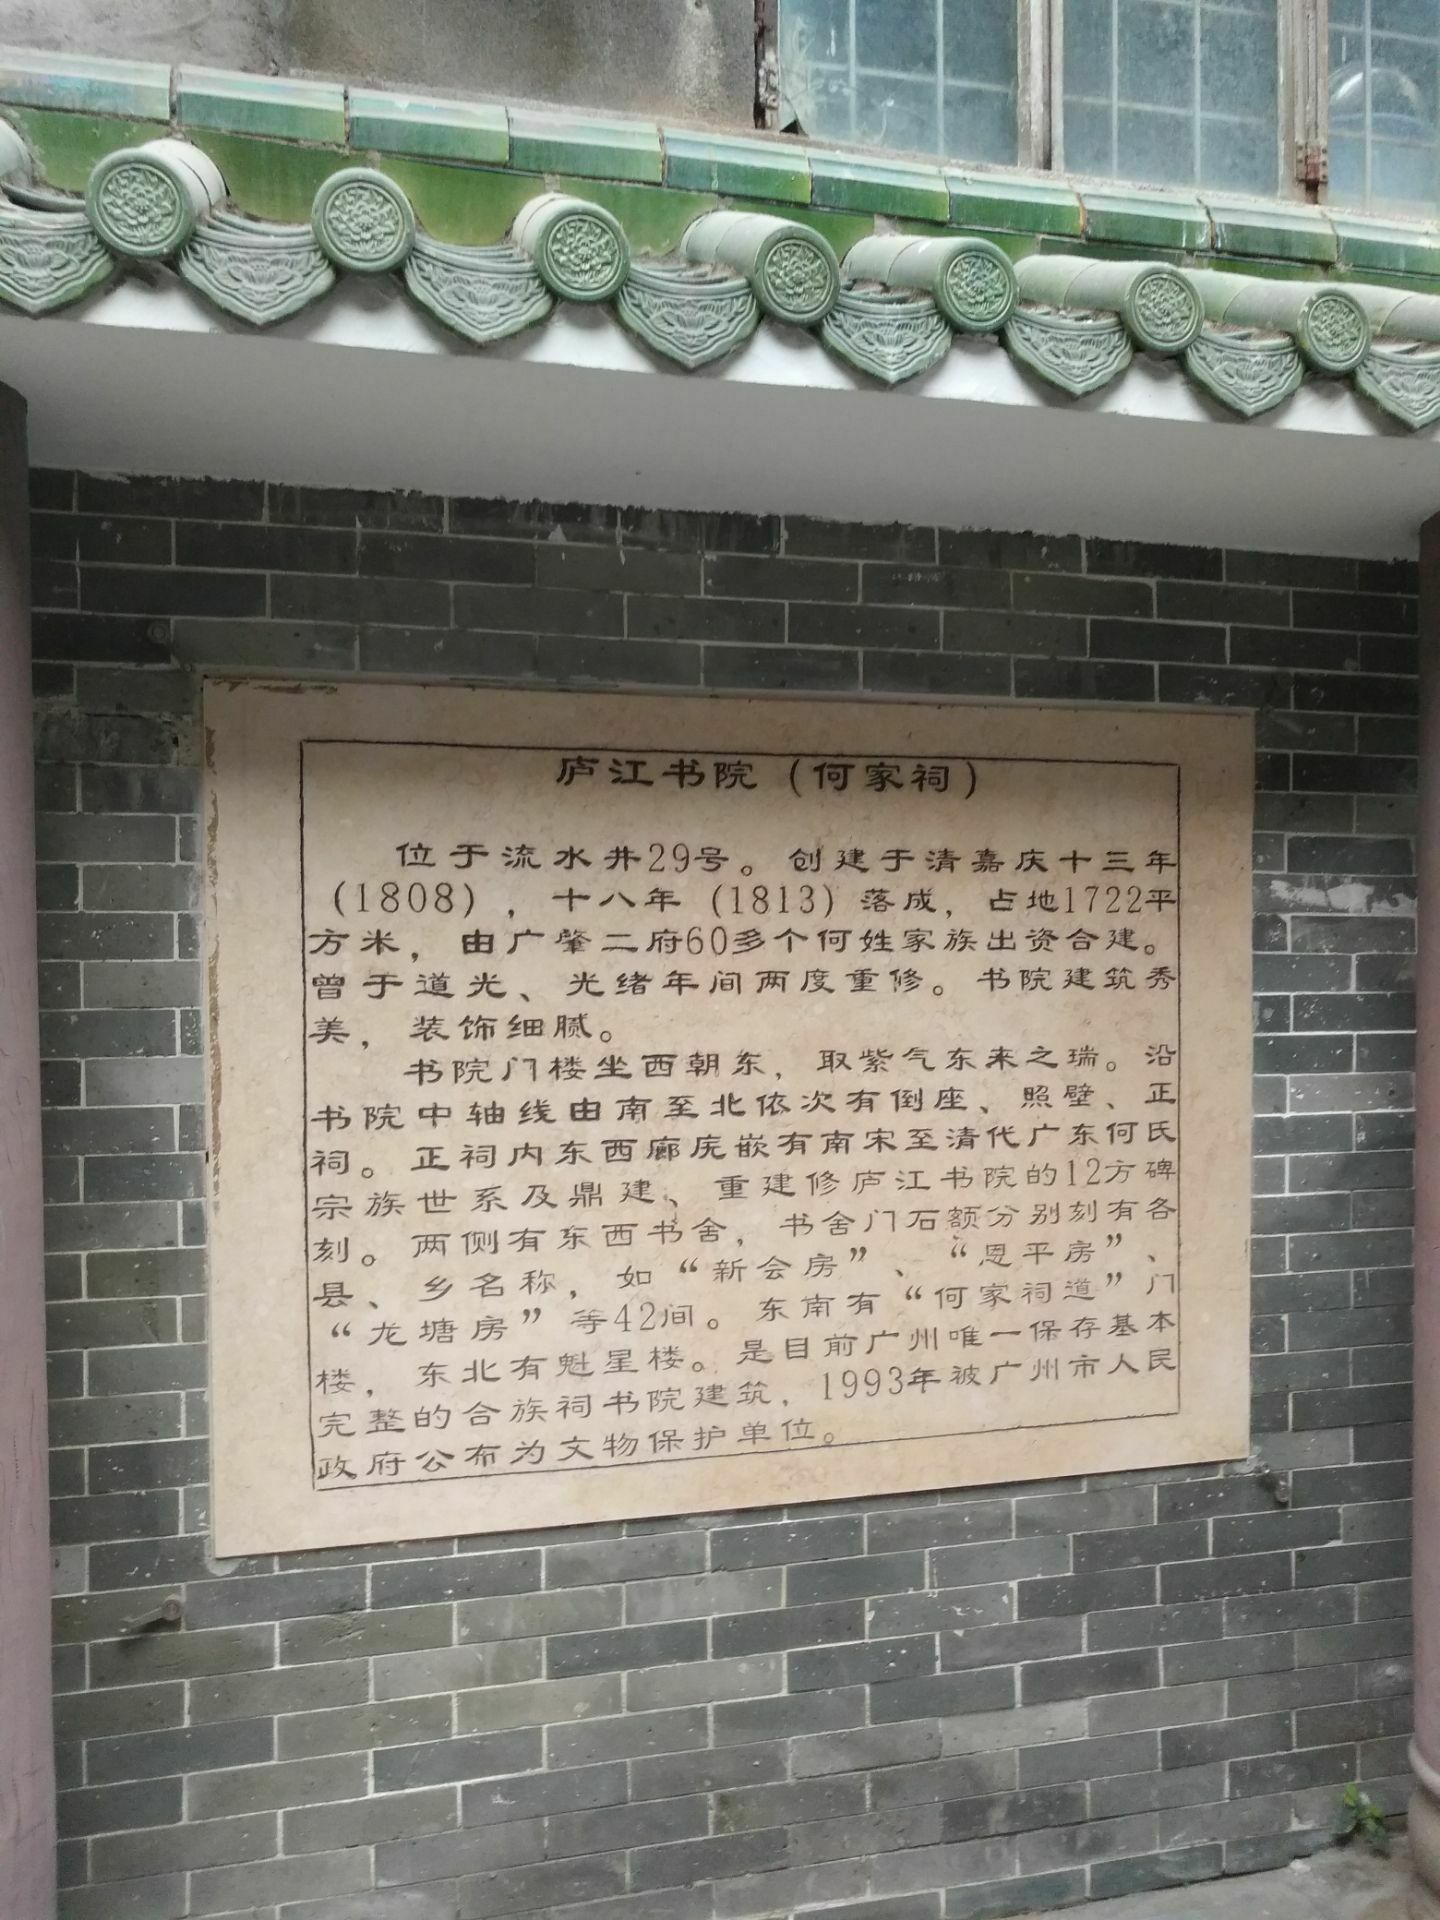 庐江书院（何家祠）
位于流水井29号。创建于清嘉庆十三年
（1808），十八年（1813）落成，占地1722平
方米，由广肇二府60多个何姓家族出资合建。
曾于道光、光绪年间两度重修。书院建筑秀
美，装饰细腻。
书院门楼坐西朝东，取紫气东来之瑞。沿
书院中轴线由南至北依次有倒座、照壁、正
祠。正祠内东西廊庑嵌有南宋至清代广东何氏
宗族世系及鼎建、重建修庐江书院的12方碑
刻。两侧有东西书舍，书舍门石额分别刻有各
县、乡名称，如“新会房”、“恩平房”、
“龙塘房”等42间。东南有“何家祠道”门
楼，东北有魁星楼。是目前广州唯一保存基本
完整的合族祠书院建筑，1993年被广州市人民
政府公布为文物保护单位。